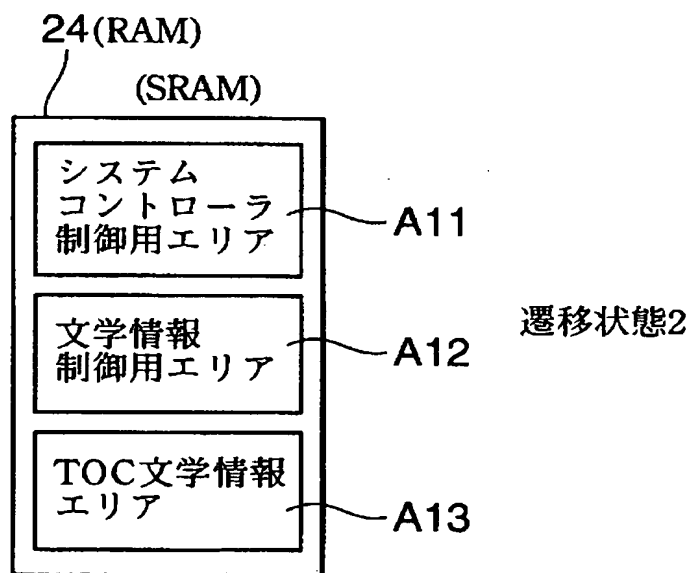 24(RAM)
(SRAM)
システム
コントローラ
制御用エリア
A11
文学情報
制御用エリア
A12
遷移状態2
TOC文学情報
エリア
A13